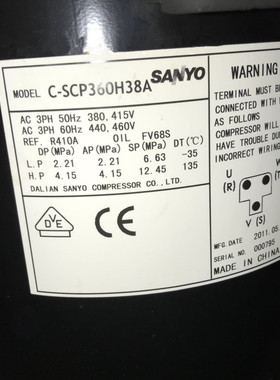 MODEL C-SCP360H38A SANYO
AC 3PH 50Hz 380, 415V
AC 3PH 60Hz 440, 460V
REF. R410A OIL FV68S
DP(MPa) AP(MPa) SP(MPa) DT(℃)
L.P 2.21 2.21 6.63 -35
H.P 4.15 4.15 12.45 135
DALIAN SANYO COMPRESSOR CO., LTD.
WARNING
TERMINAL MUST BE
CONNECTED WITH
COMPRESSOR WILL
HAVE TROUBLE DU
INCORRECT WIRING
U
(R)
V (S)
MFG. DATE 2011.05.
SERIAL NO. 000795
MADE IN CHINA